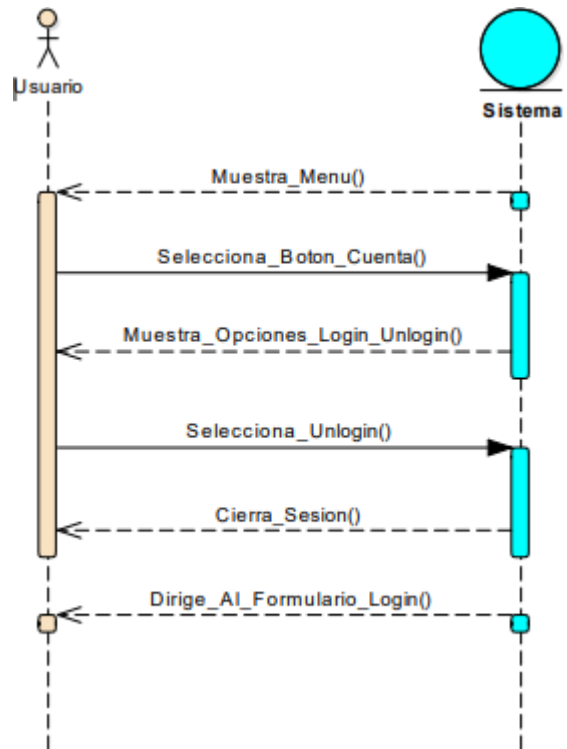 Usuario
Sistema
Muestra_Menu()
Selecciona_Boton_Cuenta()
Muestra_Opciones_Login_Unlogin()
Selecciona_Unlogin()
Cierra_Sesion()
Dirige_Al_Formulario_Login()